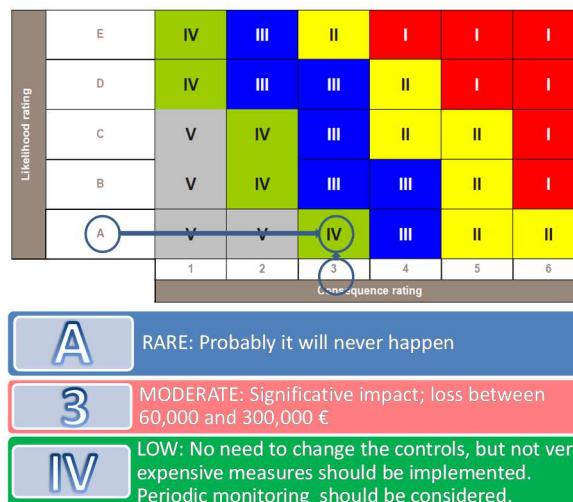 Likelihood rating
E IV III II I I I
D IV III III II I I
C V IV III II II I
B V IV III III II I
A V V IV III II II
1 2 3 4 5 6
Consequence rating
A
RARE: Probably it will never happen
3
MODERATE: Significative impact; loss between
60,000 and 300,000 €
IV
LOW: No need to change the controls, but not
expensive measures should be implemented.
Periodic monitoring should be considered.